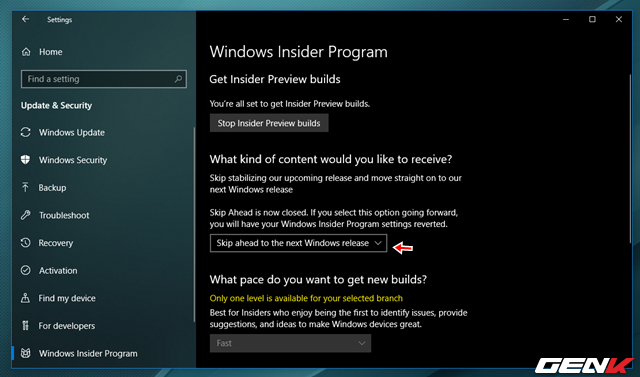 Settings
Home
Find a setting
Update & Security
Windows Update
Windows Security
Backup
Troubleshoot
Recovery
Activation
Find my device
For developers
Windows Insider Program
Windows Insider Program
Get Insider Preview builds
You're all set to get Insider Preview builds.
Stop Insider Preview builds
What kind of content would you like to receive?
Skip stabilizing our upcoming release and move straight on to our
next Windows release
Skip Ahead is now closed. If you select this option going forward,
you will have your Windows Insider Program settings reverted.
Skip ahead to the next Windows release
What pace do you want to get new builds?
Only one level is available for your selected branch
Best for Insiders who enjoy being the first to identify issues, provide
suggestions, and ideas to make Windows devices great.
Fast
GENK